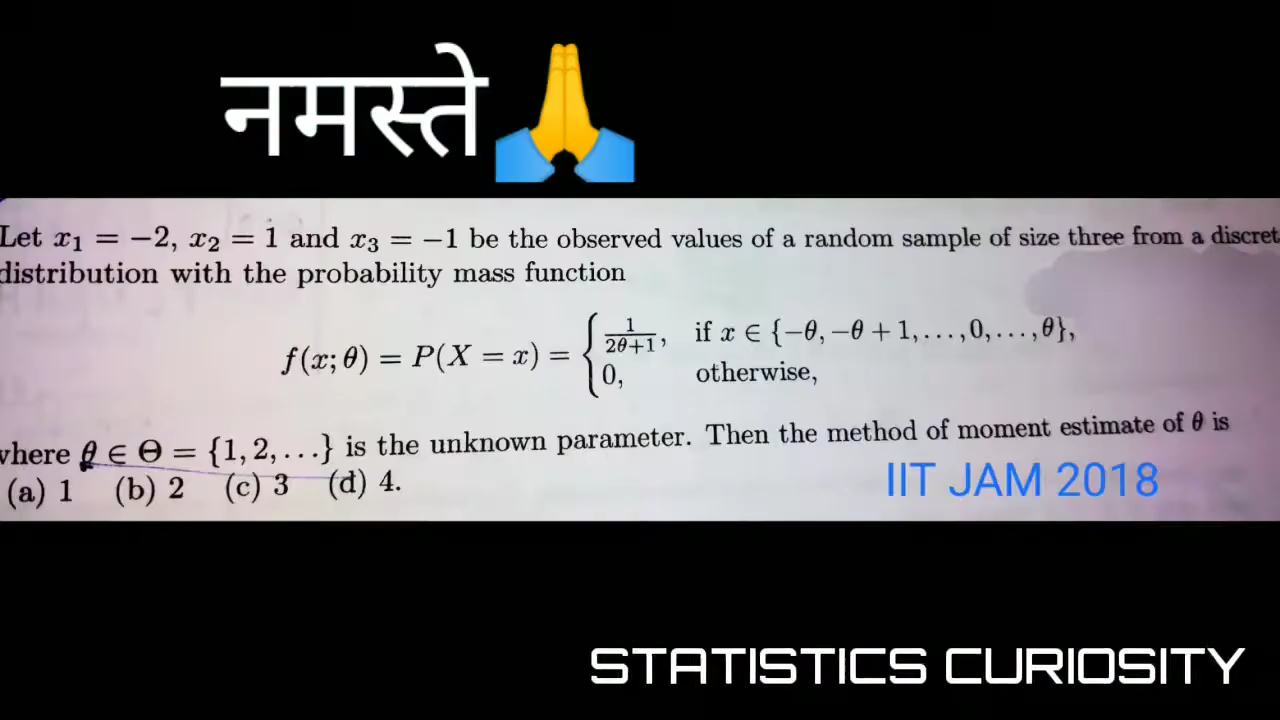 नमस्ते🙏
Let x₁ = −2, x₂ = 1 and x₃ = −1 be the observed values of a random sample of size three from a discret
distribution with the probability mass function
f(x; θ) = P(X = x) = { 1/(2θ+1), if x ∈ {−θ, −θ + 1, . . . , 0, . . . , θ},
0, otherwise,
where θ ∈ Θ = {1, 2, . . .} is the unknown parameter. Then the method of moment estimate of θ is
(a) 1 (b) 2 (c) 3 (d) 4.
IIT JAM 2018
STATISTICS CURIOSITY